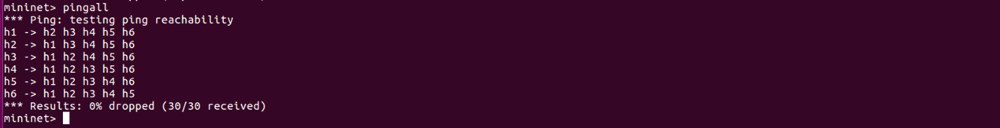 mininet> pingall
*** Ping: testing ping reachability
h1 -> h2 h3 h4 h5 h6
h2 -> h1 h3 h4 h5 h6
h3 -> h1 h2 h4 h5 h6
h4 -> h1 h2 h3 h5 h6
h5 -> h1 h2 h3 h4 h6
h6 -> h1 h2 h3 h4 h5
*** Results: 0% dropped (30/30 received)
mininet>